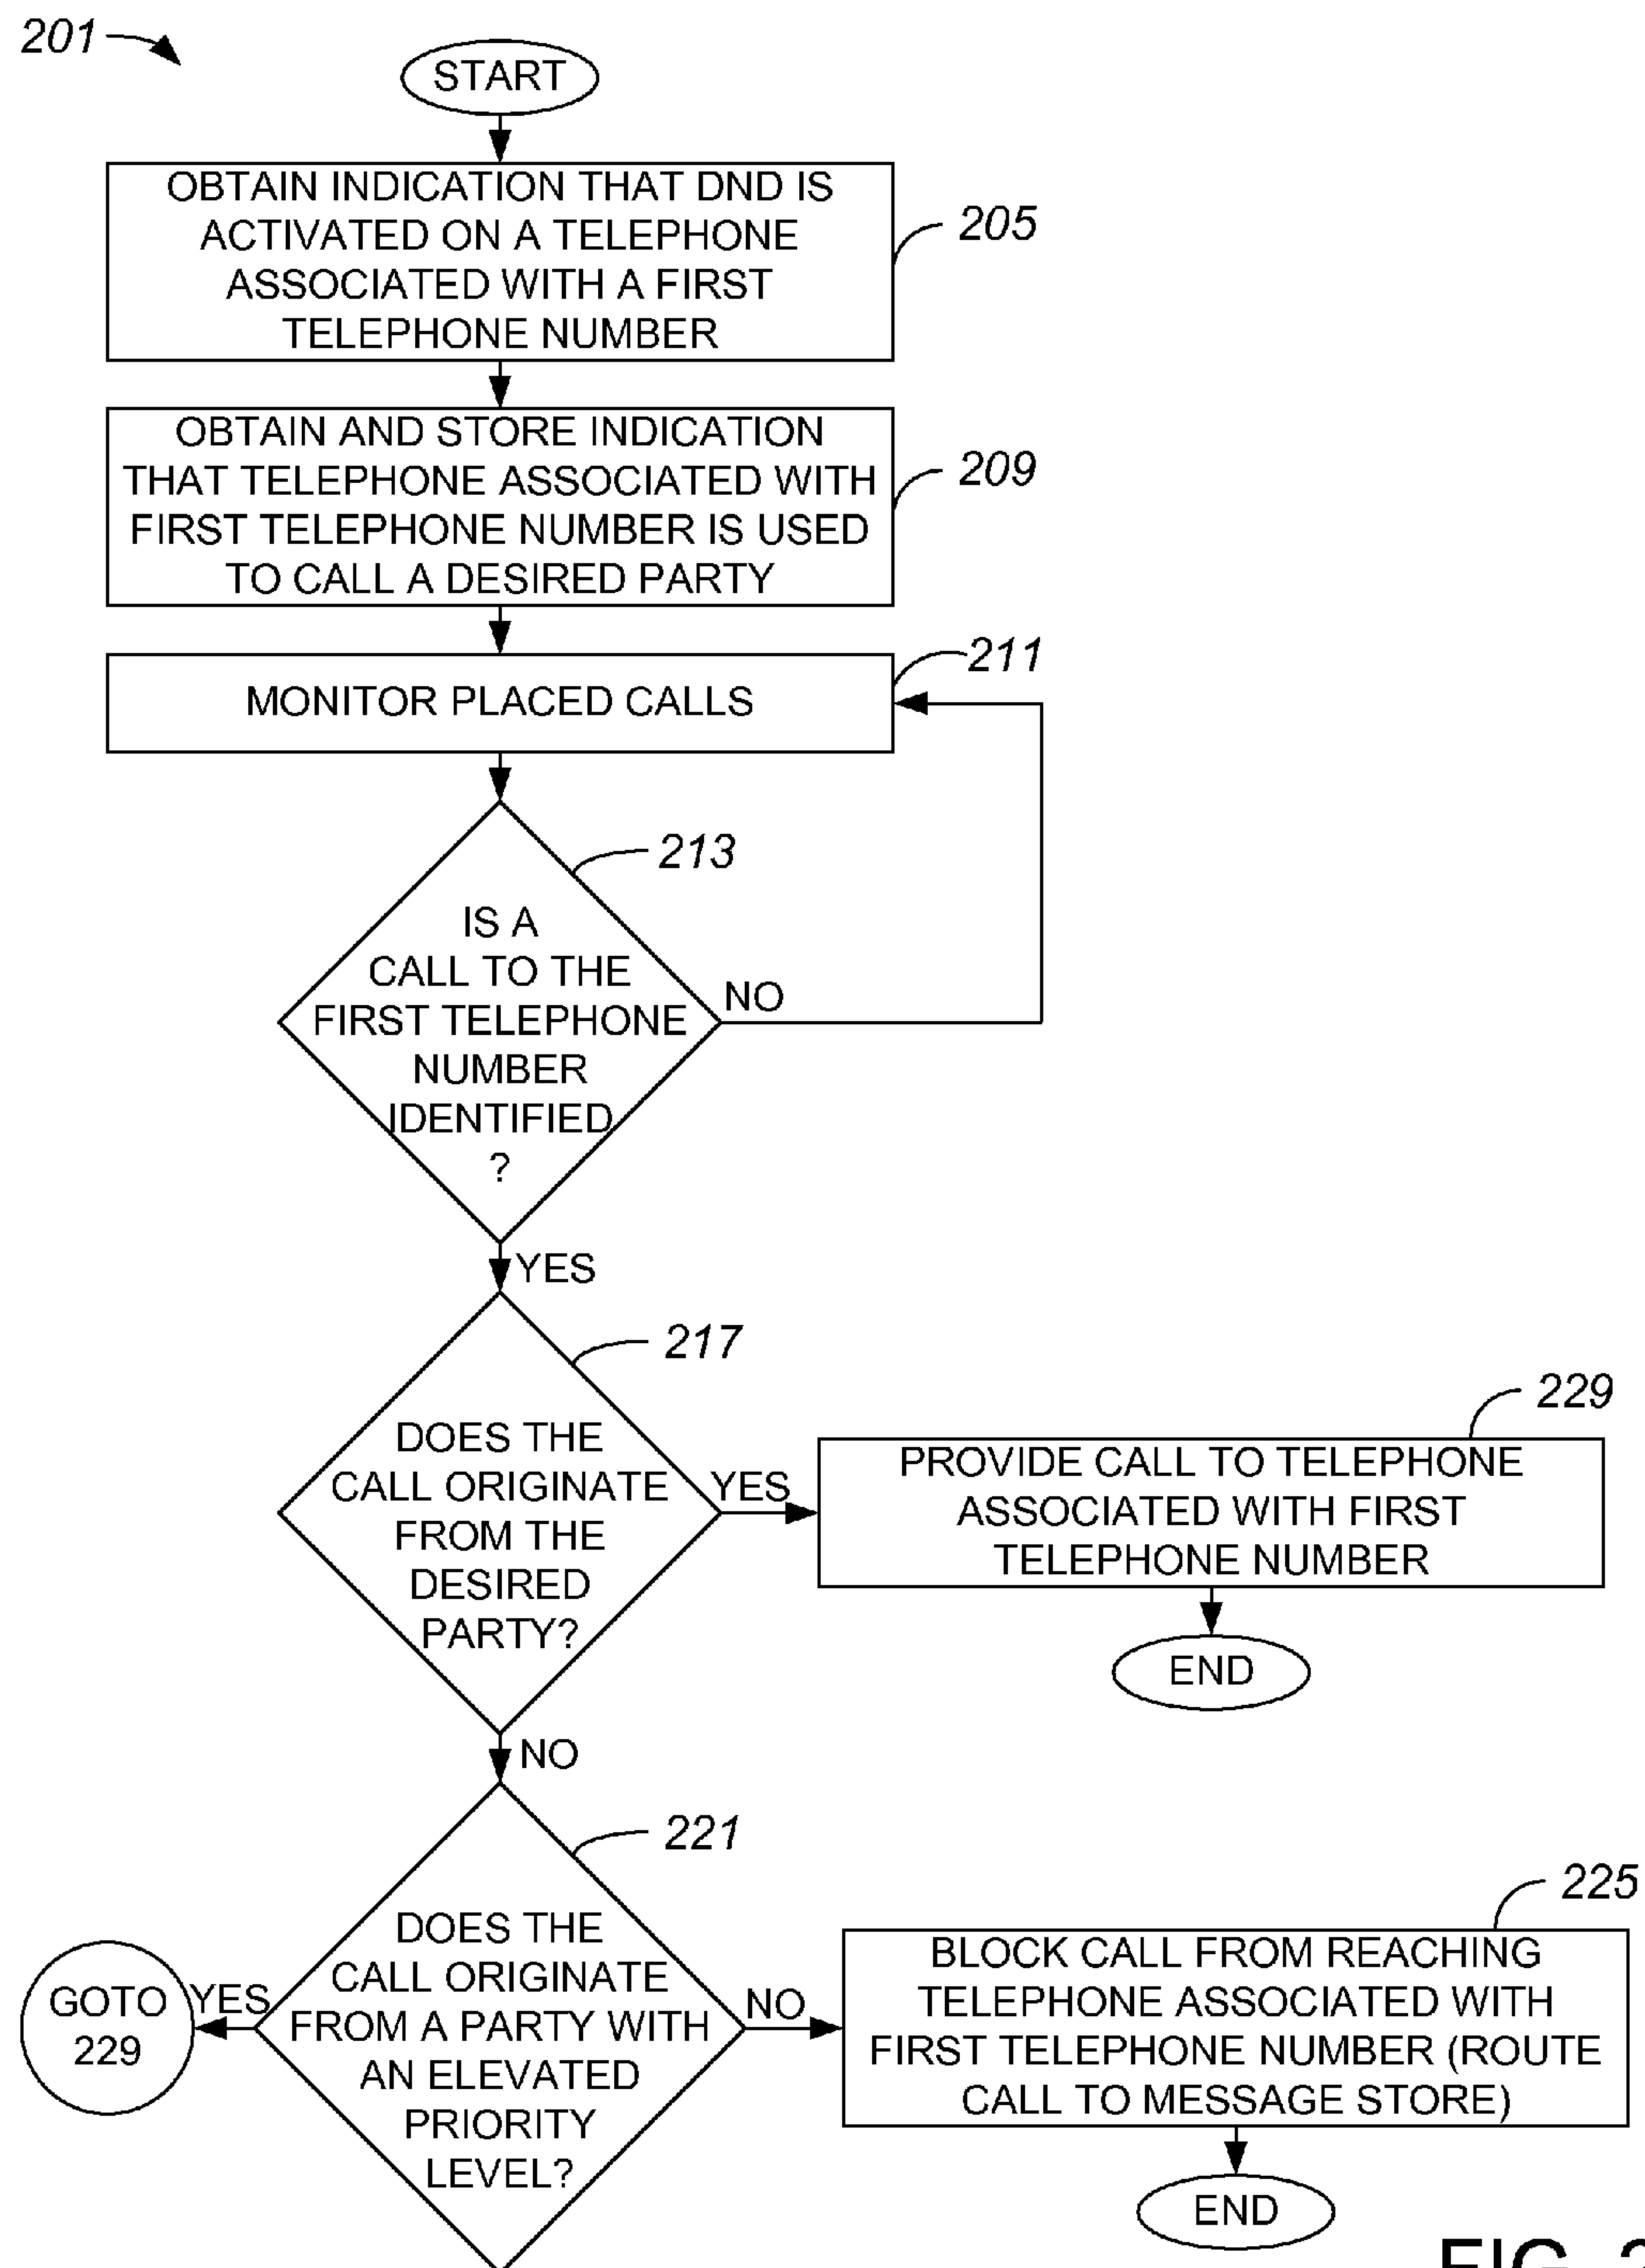 201
START
OBTAIN INDICATION THAT DND IS
ACTIVATED ON A TELEPHONE
ASSOCIATED WITH A FIRST
TELEPHONE NUMBER
205
OBTAIN AND STORE INDICATION
THAT TELEPHONE ASSOCIATED WITH
FIRST TELEPHONE NUMBER IS USED
TO CALL A DESIRED PARTY
209
MONITOR PLACED CALLS
211
213
IS A
CALL TO THE
FIRST TELEPHONE
NUMBER
IDENTIFIED
?
NO
YES
217
DOES THE
CALL ORIGINATE
FROM THE
DESIRED
PARTY?
YES
229
PROVIDE CALL TO TELEPHONE
ASSOCIATED WITH FIRST
TELEPHONE NUMBER
END
NO
221
DOES THE
CALL ORIGINATE
FROM A PARTY WITH
AN ELEVATED
PRIORITY
LEVEL?
YES
GOTO
229
NO
225
BLOCK CALL FROM REACHING
TELEPHONE ASSOCIATED WITH
FIRST TELEPHONE NUMBER (ROUTE
CALL TO MESSAGE STORE)
END
FIG.